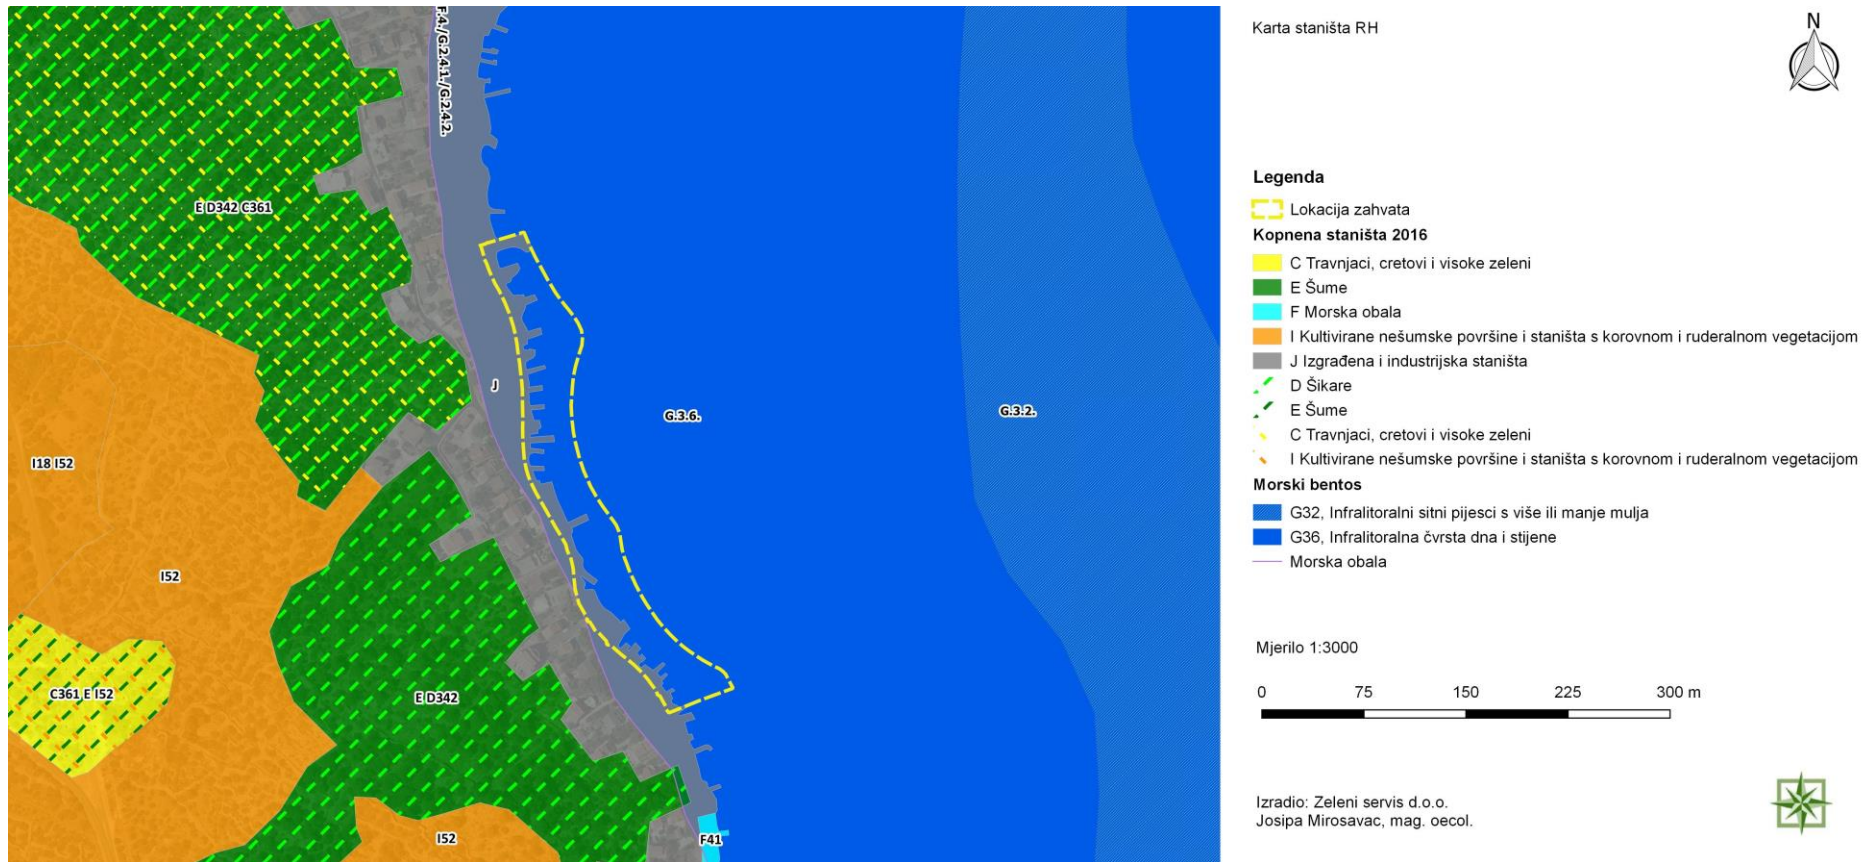 F.4./G.2.4.1./G.2.4.2.
E D342 C361
J
G.3.6.
G.3.2.
I18 I52
I52
C361 E I52
E D342
I52
F41
Karta staništa RH
N
Legenda
Lokacija zahvata
Kopnena staništa 2016
C Travnjaci, cretovi i visoke zeleni
E Šume
F Morska obala
I Kultivirane nešumske površine i staništa s korovnom i ruderalnom vegetacijom
J Izgrađena i industrijska staništa
D Šikare
E Šume
C Travnjaci, cretovi i visoke zeleni
I Kultivirane nešumske površine i staništa s korovnom i ruderalnom vegetacijom
Morski bentos
G32, Infralitoralni sitni pijesci s više ili manje mulja
G36, Infralitoralna čvrsta dna i stijene
Morska obala
Mjerilo 1:3000
0 75 150 225 300 m
Izradio: Zeleni servis d.o.o.
Josipa Mirosavac, mag. oecol.